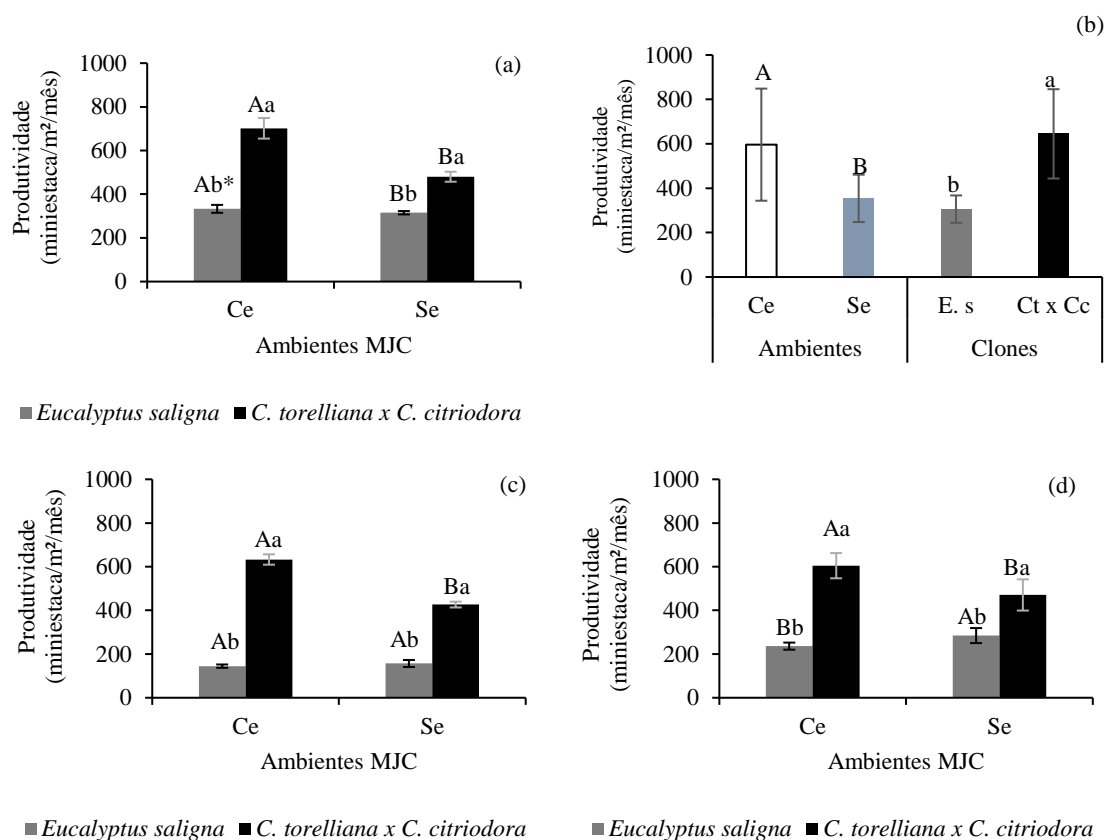 (a)
Produtividade
(miniestaca/m²/mês)
1000
800
600
400
200
0
Ab*
Aa
Bb
Ba
Ce
Se
Ambientes MJC
■ Eucalyptus saligna ■ C. torelliana x C. citriodora
(b)
Produtividade
(miniestaca/m²/mês)
1000
800
600
400
200
0
A
B
b
a
Ce
Se
E. s
Ct x Cc
Ambientes
Clones
(c)
Produtividade
(miniestaca/m²/mês)
1000
800
600
400
200
0
Ab
Aa
Ab
Ba
Ce
Se
Ambientes MJC
■ Eucalyptus saligna ■ C. torelliana x C. citriodora
(d)
Produtividade
(miniestaca/m²/mês)
1000
800
600
400
200
0
Bb
Aa
Ab
Ba
Ce
Se
Ambientes MJC
■ Eucalyptus saligna ■ C. torelliana x C. citriodora